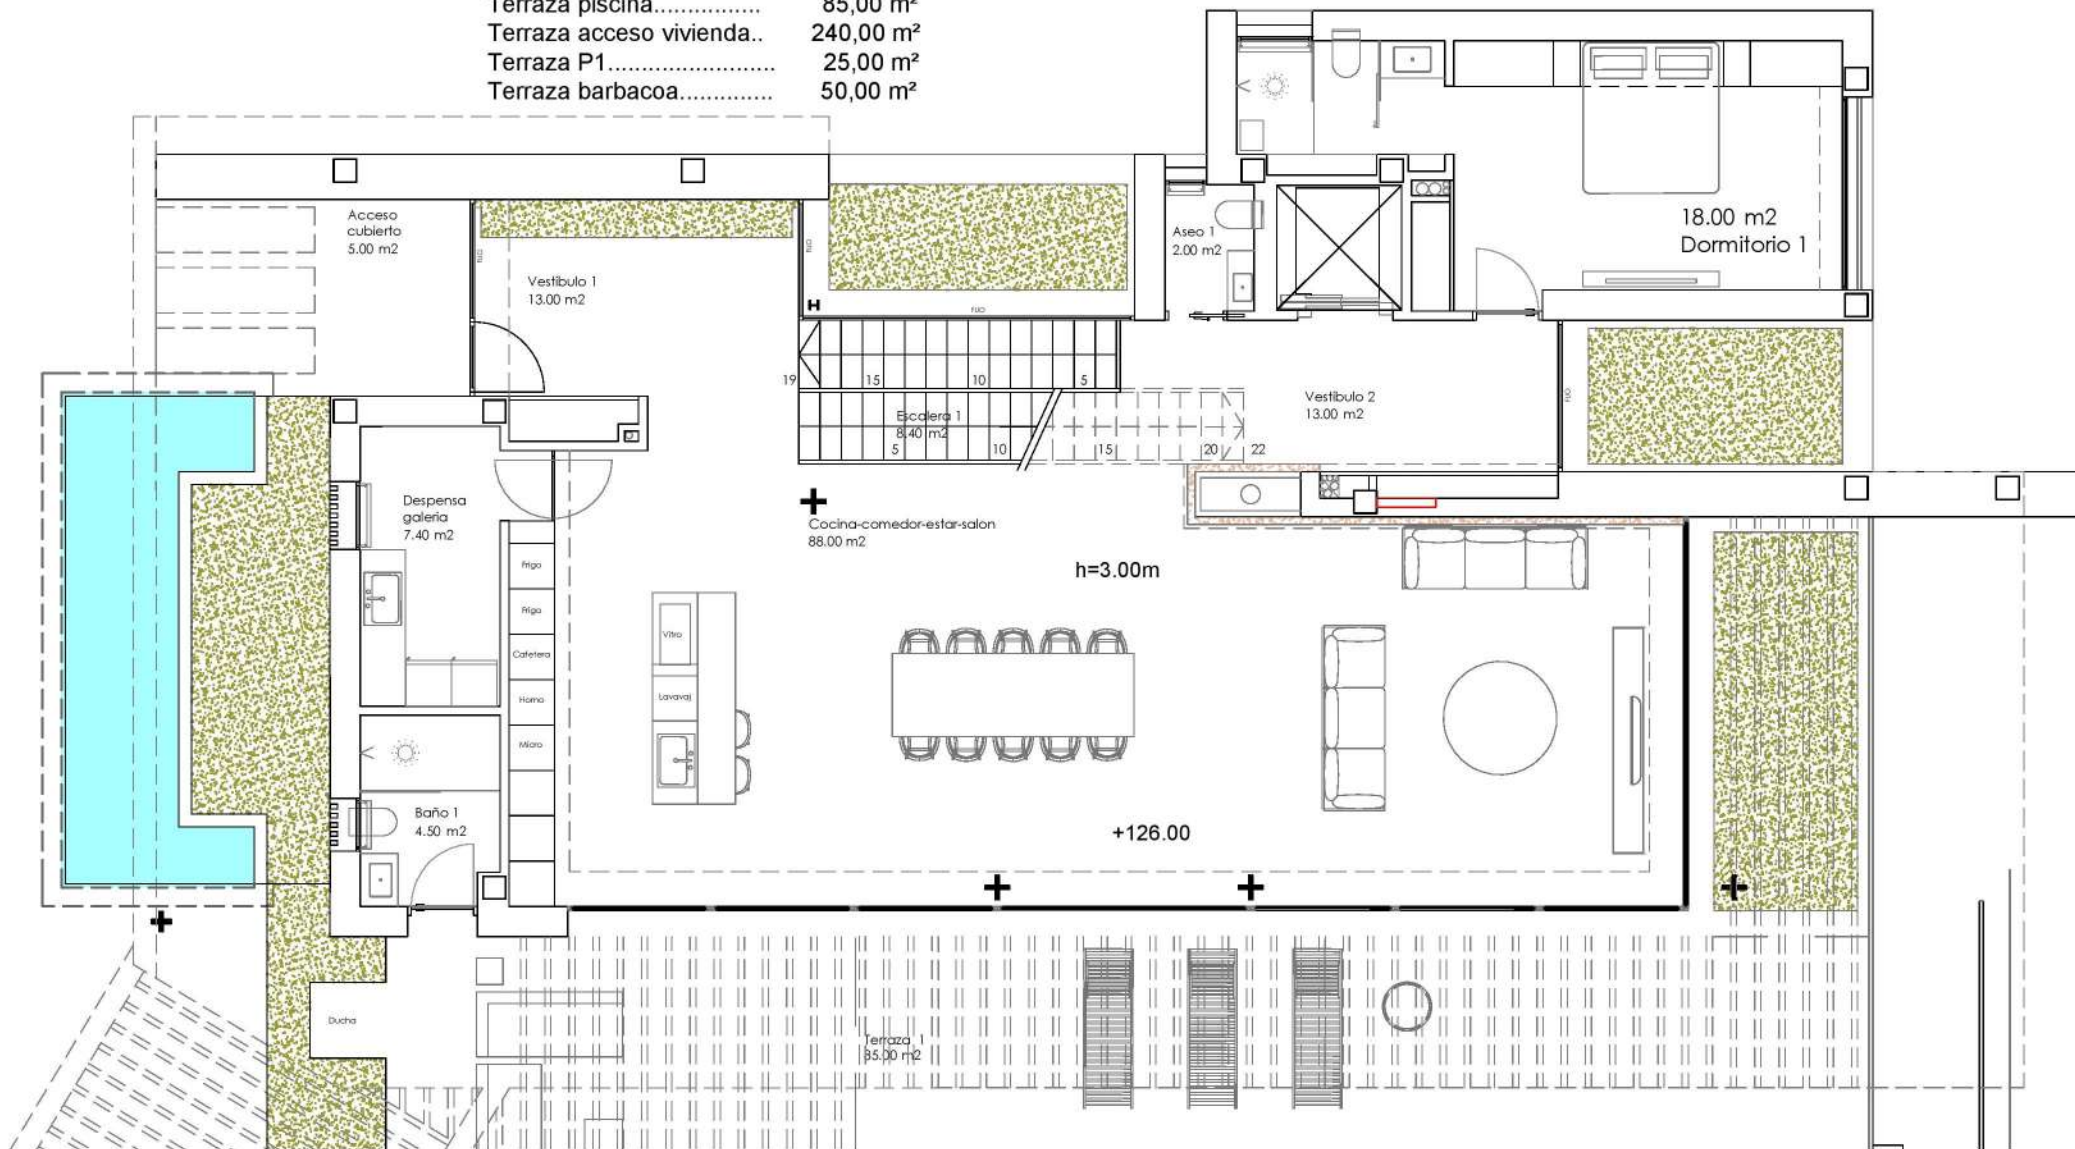 Terraza piscina................ 85,00 m²
Terraza acceso vivienda.. 240,00 m²
Terraza P1........................ 25,00 m²
Terraza barbacoa.............. 50,00 m²
Acceso
cubierto
5.00 m2
FIJO
Vestíbulo 1
13.00 m2
FIJO
H
FIJO
Aseo 1
2.00 m2
18.00 m2
Dormitorio 1
19
15
10
5
Escalera 1
8.40 m2
5
10
15
20
22
Vestíbulo 2
13.00 m2
FIJO
Despensa
galeria
7.40 m2
Cocina-comedor-estar-salon
88.00 m2
h=3.00m
Frigo
Frigo
Cafetera
Horno
Micro
Vitro
Lavavaj
Baño 1
4.50 m2
+126.00
Ducha
Terraza 1